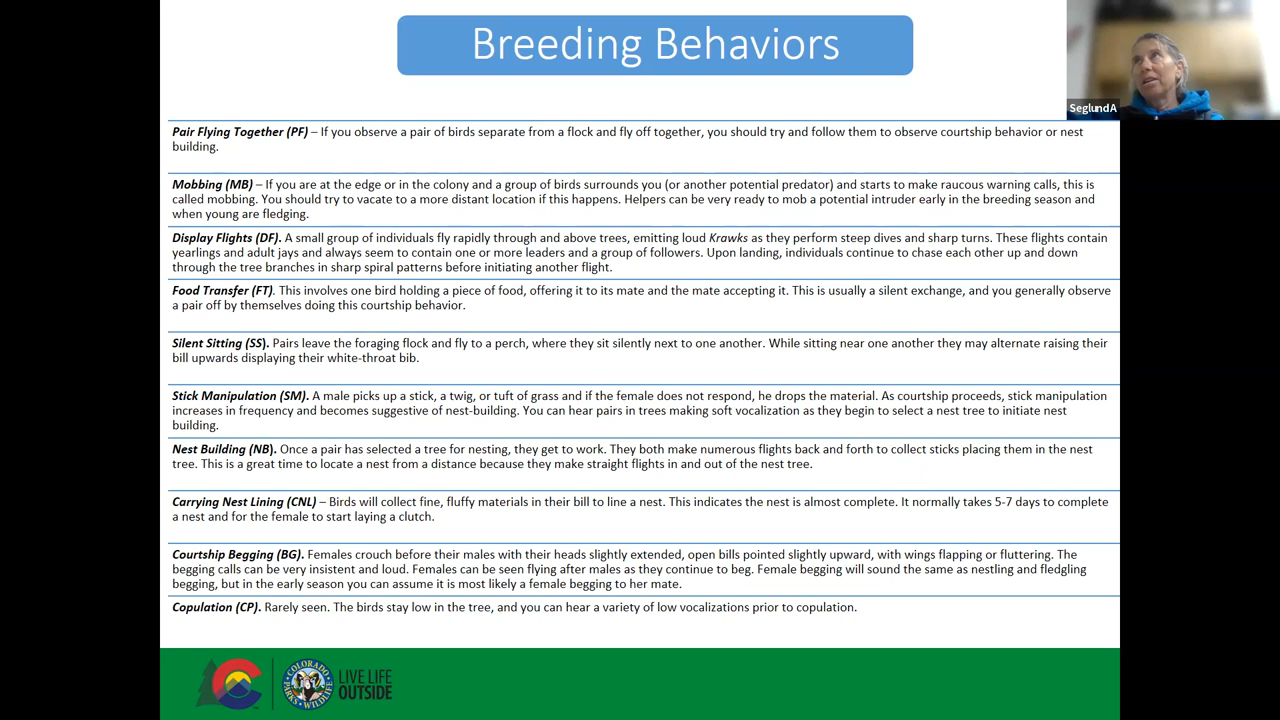 Breeding Behaviors
SeglundA
Pair Flying Together (PF) – If you observe a pair of birds separate from a flock and fly off together, you should try and follow them to observe courtship behavior or nest
building.
Mobbing (MB) – If you are at the edge or in the colony and a group of birds surrounds you (or another potential predator) and starts to make raucous warning calls, this is
called mobbing. You should try to vacate to a more distant location if this happens. Helpers can be very ready to mob a potential intruder early in the breeding season and
when young are fledging.
Display Flights (DF). A small group of individuals fly rapidly through and above trees, emitting loud Krawks as they perform steep dives and sharp turns. These flights contain
yearlings and adult jays and always seem to contain one or more leaders and a group of followers. Upon landing, individuals continue to chase each other up and down
through the tree branches in sharp spiral patterns before initiating another flight.
Food Transfer (FT). This involves one bird holding a piece of food, offering it to its mate and the mate accepting it. This is usually a silent exchange, and you generally observe
a pair off by themselves doing this courtship behavior.
Silent Sitting (SS). Pairs leave the foraging flock and fly to a perch, where they sit silently next to one another. While sitting near one another they may alternate raising their
bill upwards displaying their white-throat bib.
Stick Manipulation (SM). A male picks up a stick, a twig, or tuft of grass and if the female does not respond, he drops the material. As courtship proceeds, stick manipulation
increases in frequency and becomes suggestive of nest-building. You can hear pairs in trees making soft vocalization as they begin to select a nest tree to initiate nest
building.
Nest Building (NB). Once a pair has selected a tree for nesting, they get to work. They both make numerous flights back and forth to collect sticks placing them in the nest
tree. This is a great time to locate a nest from a distance because they make straight flights in and out of the nest tree.
Carrying Nest Lining (CNL) – Birds will collect fine, fluffy materials in their bill to line a nest. This indicates the nest is almost complete. It normally takes 5-7 days to complete
a nest and for the female to start laying a clutch.
Courtship Begging (BG). Females crouch before their males with their heads slightly extended, open bills pointed slightly upward, with wings flapping or fluttering. The
begging calls can be very insistent and loud. Females can be seen flying after males as they continue to beg. Female begging will sound the same as nestling and fledgling
begging, but in the early season you can assume it is most likely a female begging to her mate.
Copulation (CP). Rarely seen. The birds stay low in the tree, and you can hear a variety of low vocalizations prior to copulation.
COLORADO
PARKS WILDLIFE
LIVE LIFE
OUTSIDE